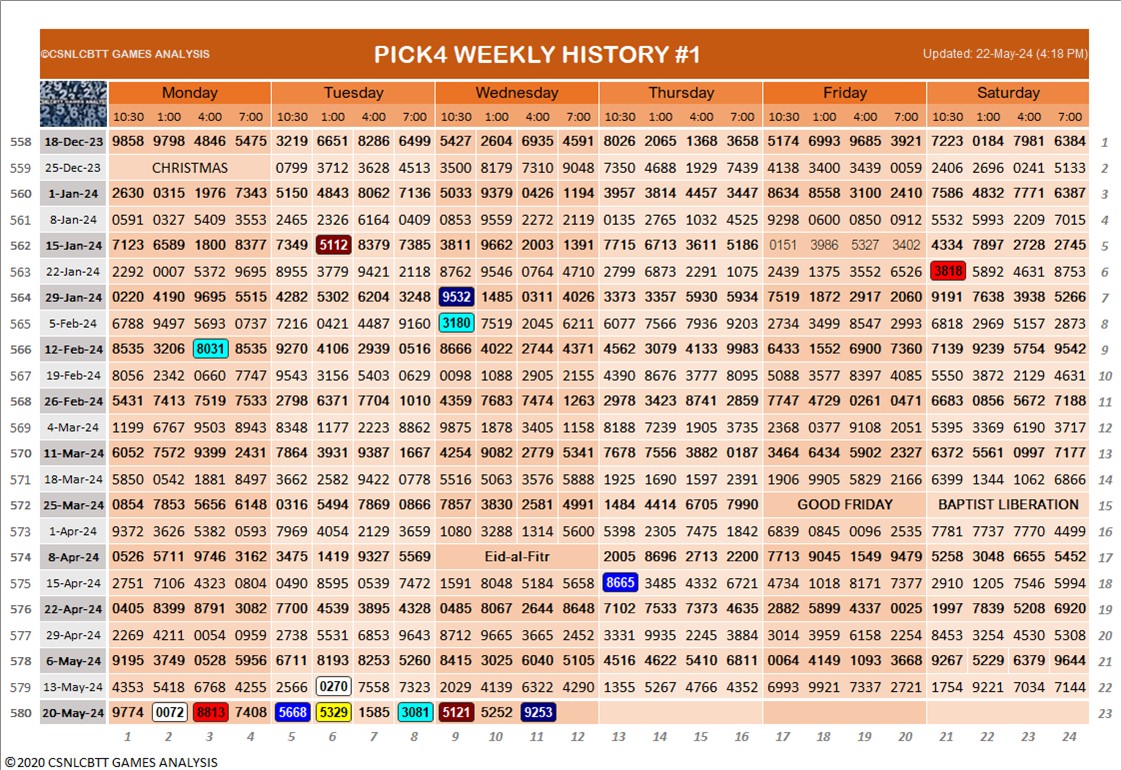 ©CSNLCBTT GAMES ANALYSIS PICK4 WEEKLY HISTORY #1 Updated: 22-May-24 (4:18 PM)
Monday Tuesday Wednesday Thursday Friday Saturday
10:30 1:00 4:00 7:00 10:30 1:00 4:00 7:00 10:30 1:00 4:00 7:00 10:30 1:00 4:00 7:00 10:30 1:00 4:00 7:00 10:30 1:00 4:00 7:00
558 18-Dec-23 9858 9798 4846 5475 3219 6651 8286 6499 5427 2604 6935 4591 8026 2065 1368 3658 5174 6993 9685 3921 7223 0184 7981 6384 1
559 25-Dec-23 CHRISTMAS 0799 3712 3628 4513 3500 8179 7310 9048 7350 4688 1929 7439 4138 3400 3439 0059 2406 2696 0241 5133 2
560 1-Jan-24 2630 0315 1976 7343 5150 4843 8062 7136 5033 9379 0426 1194 3957 3814 4457 3447 8634 8558 3100 2410 7586 4832 7771 6387 3
561 8-Jan-24 0591 0327 5409 3553 2465 2326 6164 0409 0853 9559 2272 2119 0135 2765 1032 4525 9298 0600 0850 0912 5532 5993 2209 7015 4
562 15-Jan-24 7123 6589 1800 8377 7349 5112 8379 7385 3811 9662 2003 1391 7715 6713 3611 5186 0151 3986 5327 3402 4334 7897 2728 2745 5
563 22-Jan-24 2292 0007 5372 9695 8955 3779 9421 2118 8762 9546 0764 4710 2799 6873 2291 1075 2439 1375 3552 6526 3818 5892 4631 8753 6
564 29-Jan-24 0220 4190 9695 5515 4282 5302 6204 3248 9532 1485 0311 4026 3373 3357 5930 5934 7519 1872 2917 2060 9191 7638 3938 5266 7
565 5-Feb-24 6788 9497 5693 0737 7216 0421 4487 9160 3180 7519 2045 6211 6077 7566 7936 9203 2734 3499 8547 2993 6818 2969 5157 2873 8
566 12-Feb-24 8535 3206 8031 8535 9270 4106 2939 0516 8666 4022 2744 4371 4562 3079 4133 9983 6433 1552 6900 7360 7139 9239 5754 9542 9
567 19-Feb-24 8056 2342 0660 7747 9543 3156 5403 0629 0098 1088 2905 2155 4390 8676 3777 8095 5088 3577 8397 4085 5550 3872 2129 4631 10
568 26-Feb-24 5431 7413 7519 7533 2798 6371 7704 1010 4359 7683 7474 1263 2978 3423 8741 2859 7747 4729 0261 0471 6683 0856 5672 7188 11
569 4-Mar-24 1199 6767 9503 8943 8348 1177 2223 8862 9875 1878 3405 1158 8188 7239 1905 3735 2368 0377 9108 2051 5395 3369 6190 3717 12
570 11-Mar-24 6052 7572 9399 2431 7864 3931 9387 1667 4254 9082 2779 5341 7678 7556 3882 0187 3464 6434 5902 2327 6372 5561 0997 7177 13
571 18-Mar-24 5850 0542 1881 8497 3662 2582 9422 0778 5516 5063 3576 5888 1925 1690 1597 2391 1906 9905 5829 2166 6399 1344 1062 6866 14
572 25-Mar-24 0854 7853 5656 6148 0316 5494 7869 0866 7857 3830 2581 4991 1484 4414 6705 7990 GOOD FRIDAY BAPTIST LIBERATION 15
573 1-Apr-24 9372 3626 5382 0593 7969 4054 2129 3659 1080 3288 1314 5600 5398 2305 7475 1842 6839 0845 0096 2535 7781 7737 7770 4499 16
574 8-Apr-24 0526 5711 9746 3162 3475 1419 9327 5569 Eid-al-Fitr 2005 8696 2713 2200 7713 9045 1549 9479 5258 3048 6655 5452 17
575 15-Apr-24 2751 7106 4323 0804 0490 8595 0539 7472 1591 8048 5184 5658 8665 3485 4332 6721 4734 1018 8171 7377 2910 1205 7546 5994 18
576 22-Apr-24 0405 8399 8791 3082 7700 4539 3895 4328 0485 8067 2644 8648 7102 7533 7373 4635 2882 5899 4337 0025 1997 7839 5208 6920 19
577 29-Apr-24 2269 4211 0054 0959 2738 5531 6853 9643 8712 9665 3665 2452 3331 9935 2245 3884 3014 3959 6158 2254 8453 3254 4530 5308 20
578 6-May-24 9195 3749 0528 5956 6711 8193 8253 5260 8415 3025 6040 5105 4516 4622 5410 6811 0064 4149 1093 3668 9267 5229 6379 9644 21
579 13-May-24 4353 5418 6768 4255 2566 0270 7558 7323 2029 4139 6322 4290 1355 5267 4766 4352 6993 9921 7337 2721 1754 9221 7034 7144 22
580 20-May-24 9774 0072 8813 7408 5668 5329 1585 3081 5121 5252 9253 23
1 2 3 4 5 6 7 8 9 10 11 12 13 14 15 16 17 18 19 20 21 22 23 24
©2020 CSNLCBTT GAMES ANALYSIS